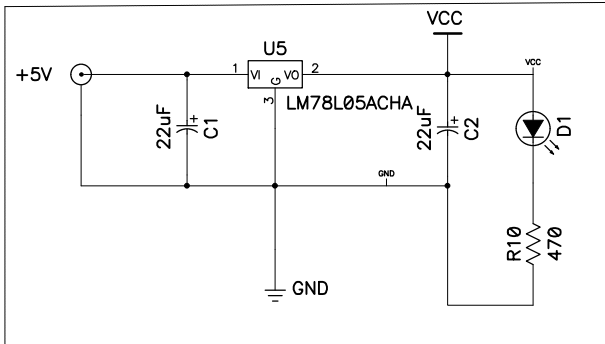 VCC
U5
+5V
1
VI
G
VO
2
VCC
3
LM78L05ACHA
22uF
+
C1
22uF
+
C2
D1
GND
R10
470
GND